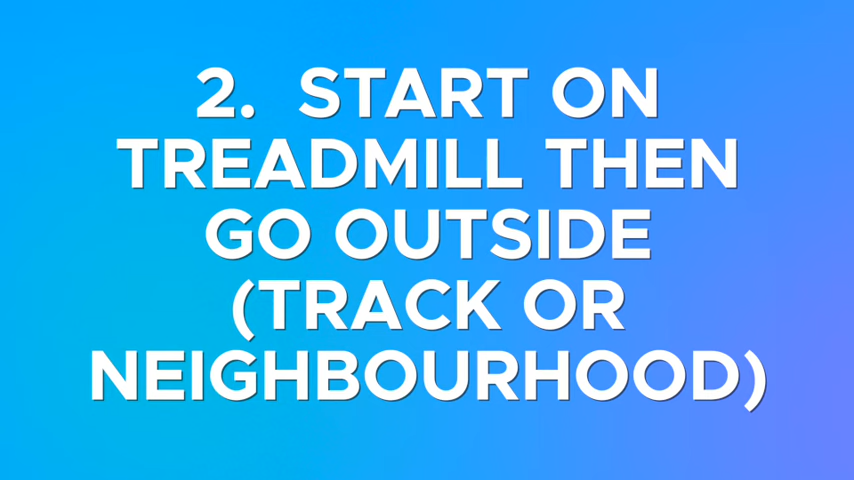 2. START ON
TREADMILL THEN
GO OUTSIDE
(TRACK OR
NEIGHBOURHOOD)